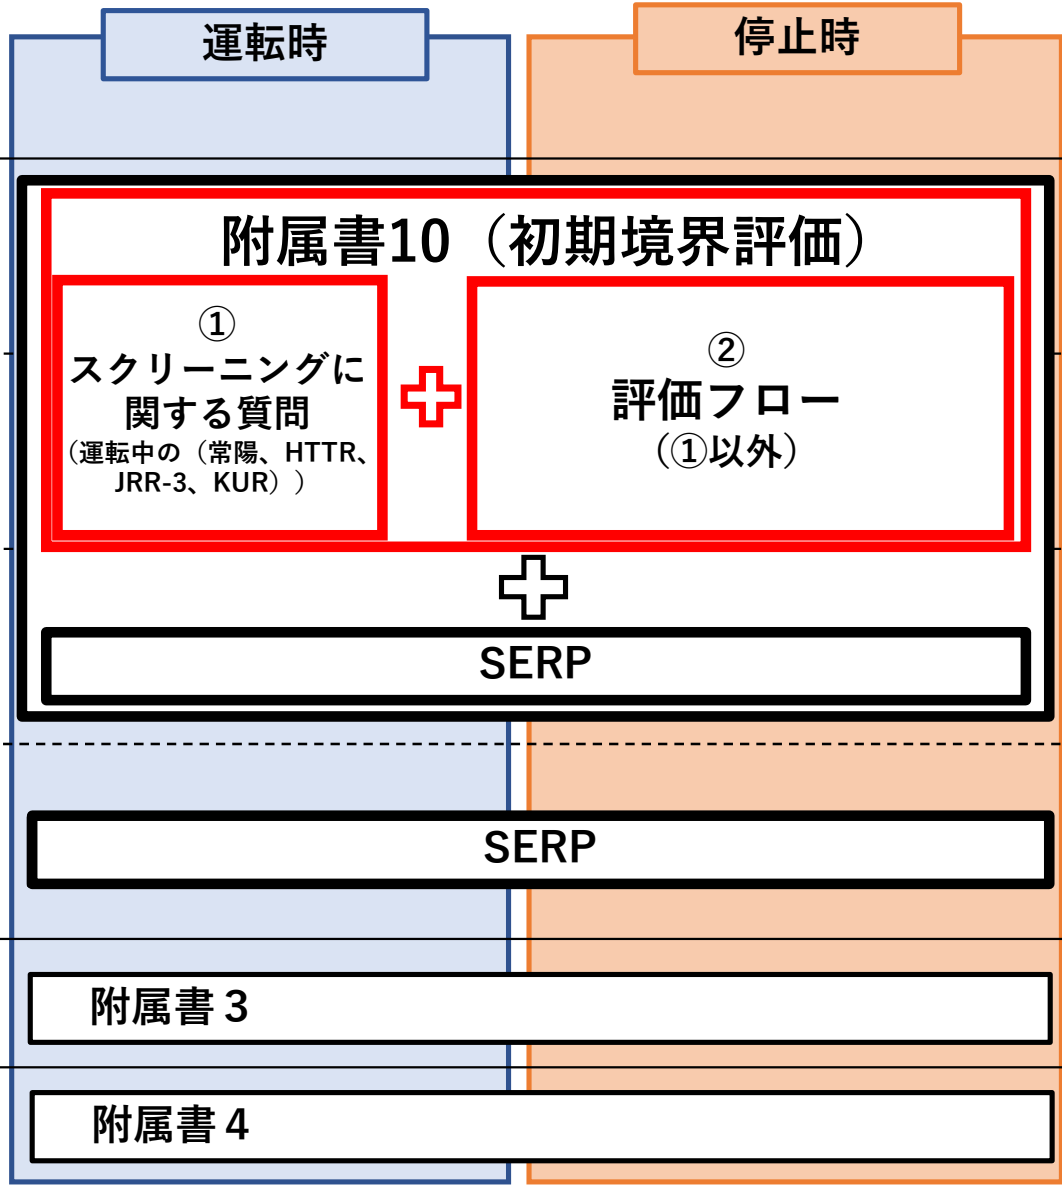 運転時
停止時
附属書10（初期境界評価）
①
スクリーニングに
関する質問
（運転中の（常陽、HTTR、
JRR-3、KUR））
②
評価フロー
（①以外）
SERP
SERP
附属書３
附属書４